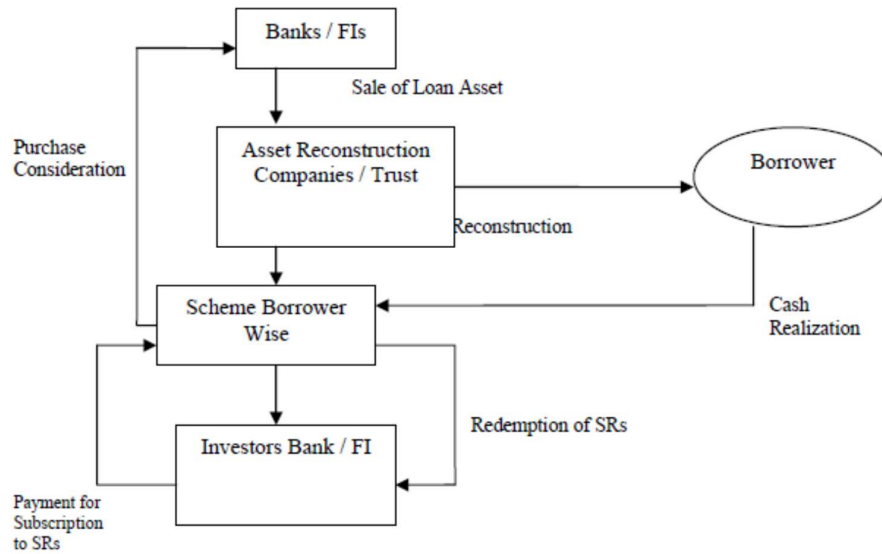 Banks / FIs
Sale of Loan Asset
Purchase
Consideration
Asset Reconstruction
Companies / Trust
Borrower
Reconstruction
Scheme Borrower
Wise
Cash
Realization
Investors Bank / FI
Redemption of SRs
Payment for
Subscription
to SRs